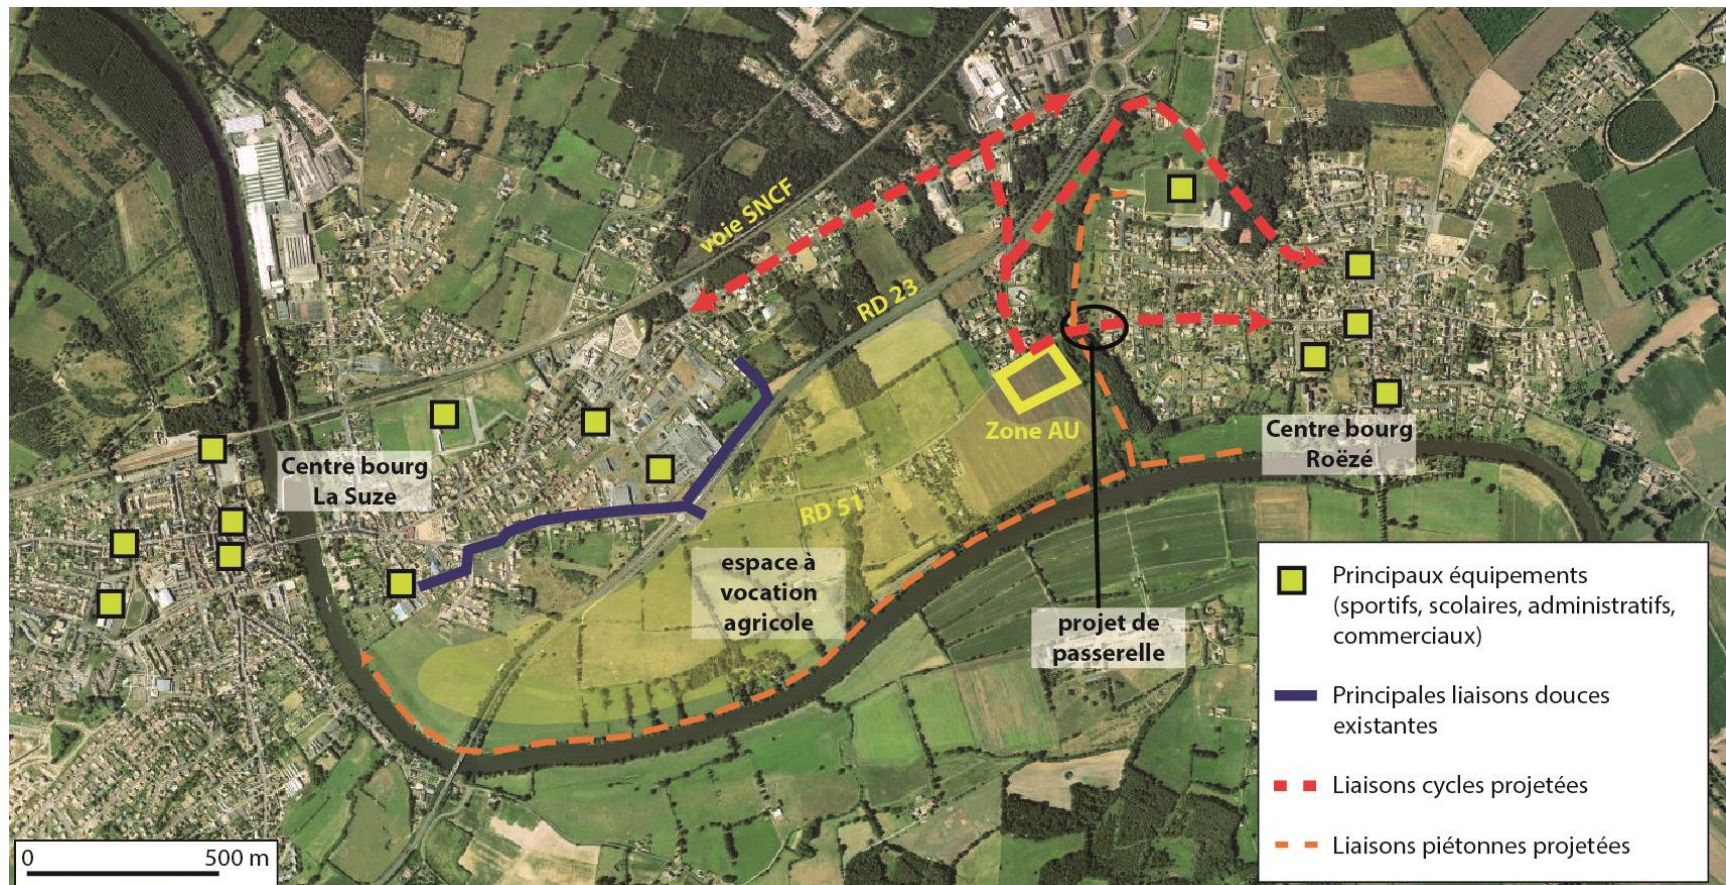 voie SNCF
RD 23
Zone AU
Centre bourg
Roëzé
Centre bourg
La Suze
RD 51
espace à
vocation
agricole
projet de
passerelle
Principaux équipements
(sportifs, scolaires, administratifs,
commerciaux)
Principales liaisons douces
existantes
Liaisons cycles projetées
Liaisons piétonnes projetées
0 500 m